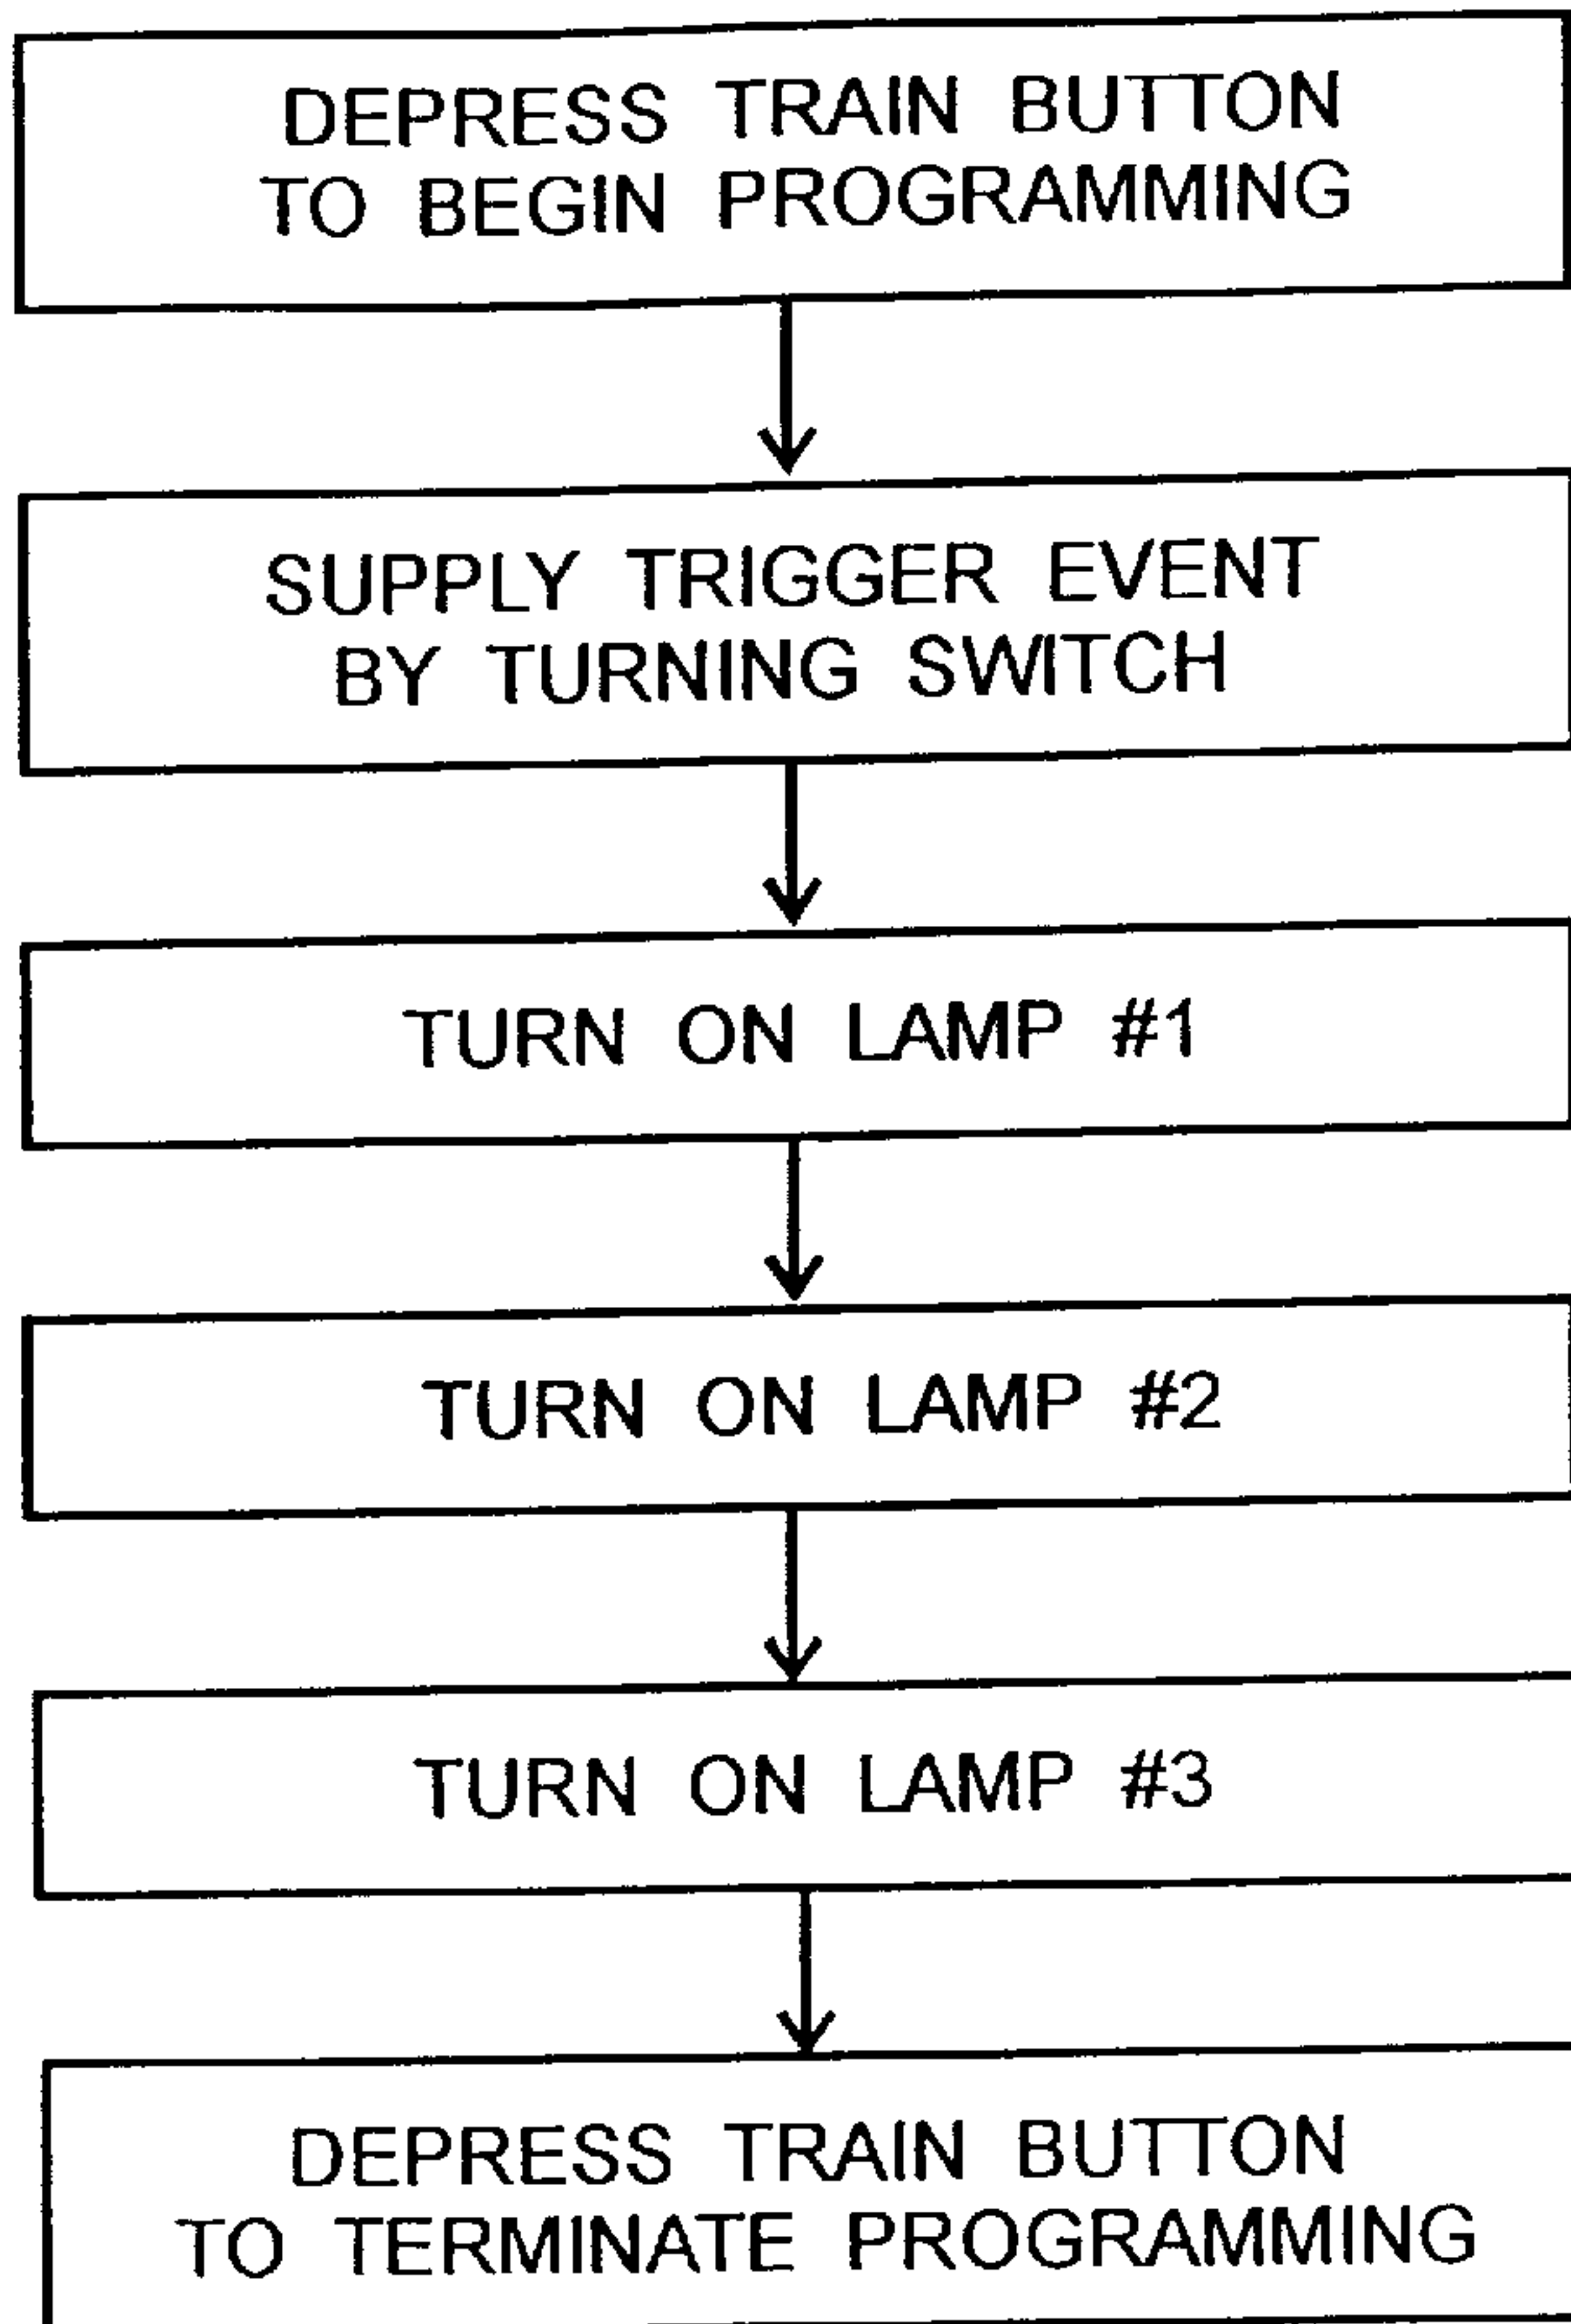 DEPRESS TRAIN BUTTON
TO BEGIN PROGRAMMING
SUPPLY TRIGGER EVENT
BY TURNING SWITCH
TURN ON LAMP #1
TURN ON LAMP #2
TURN ON LAMP #3
DEPRESS TRAIN BUTTON
TO TERMINATE PROGRAMMING